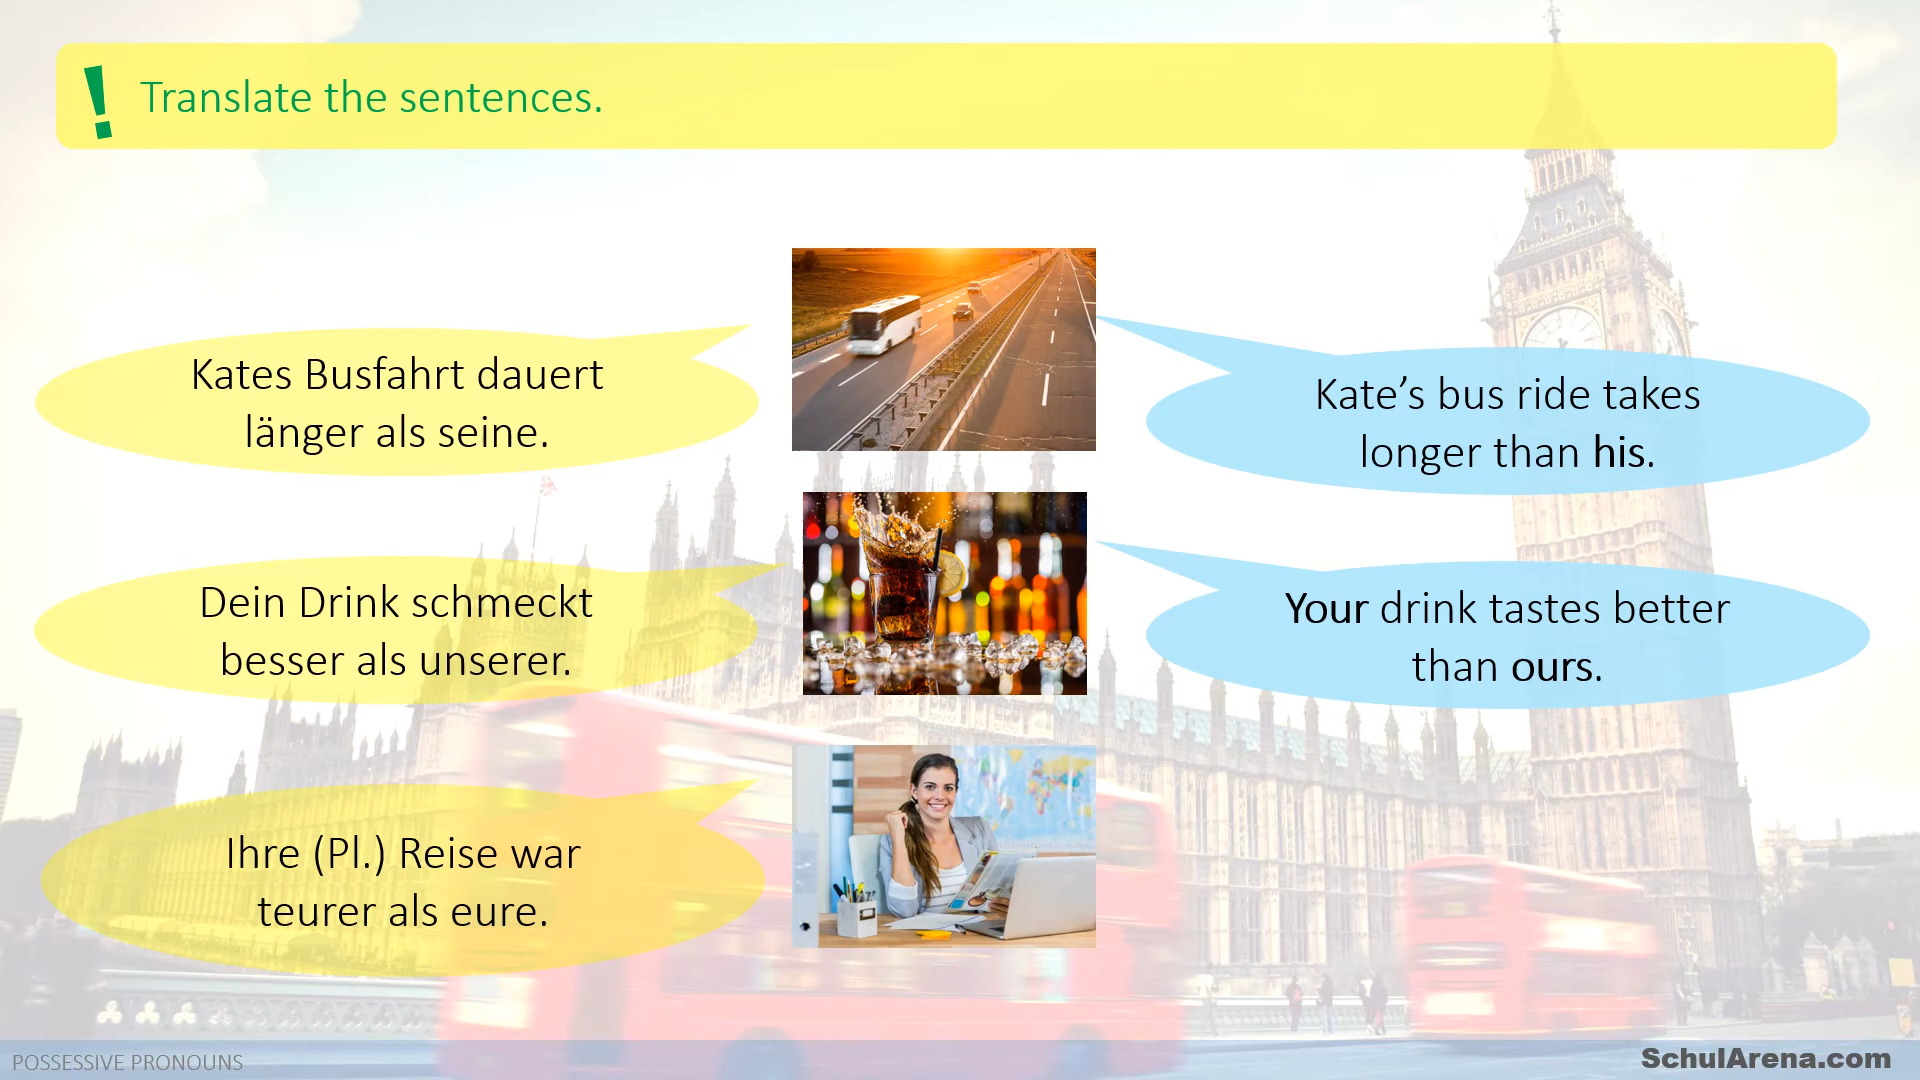 ! Translate the sentences.
Kates Busfahrt dauert
länger als seine.
Kate’s bus ride takes
longer than his.
Dein Drink schmeckt
besser als unserer.
Your drink tastes better
than ours.
Ihre (Pl.) Reise war
teurer als eure.
POSSESSIVE PRONOUNS
SchulArena.com